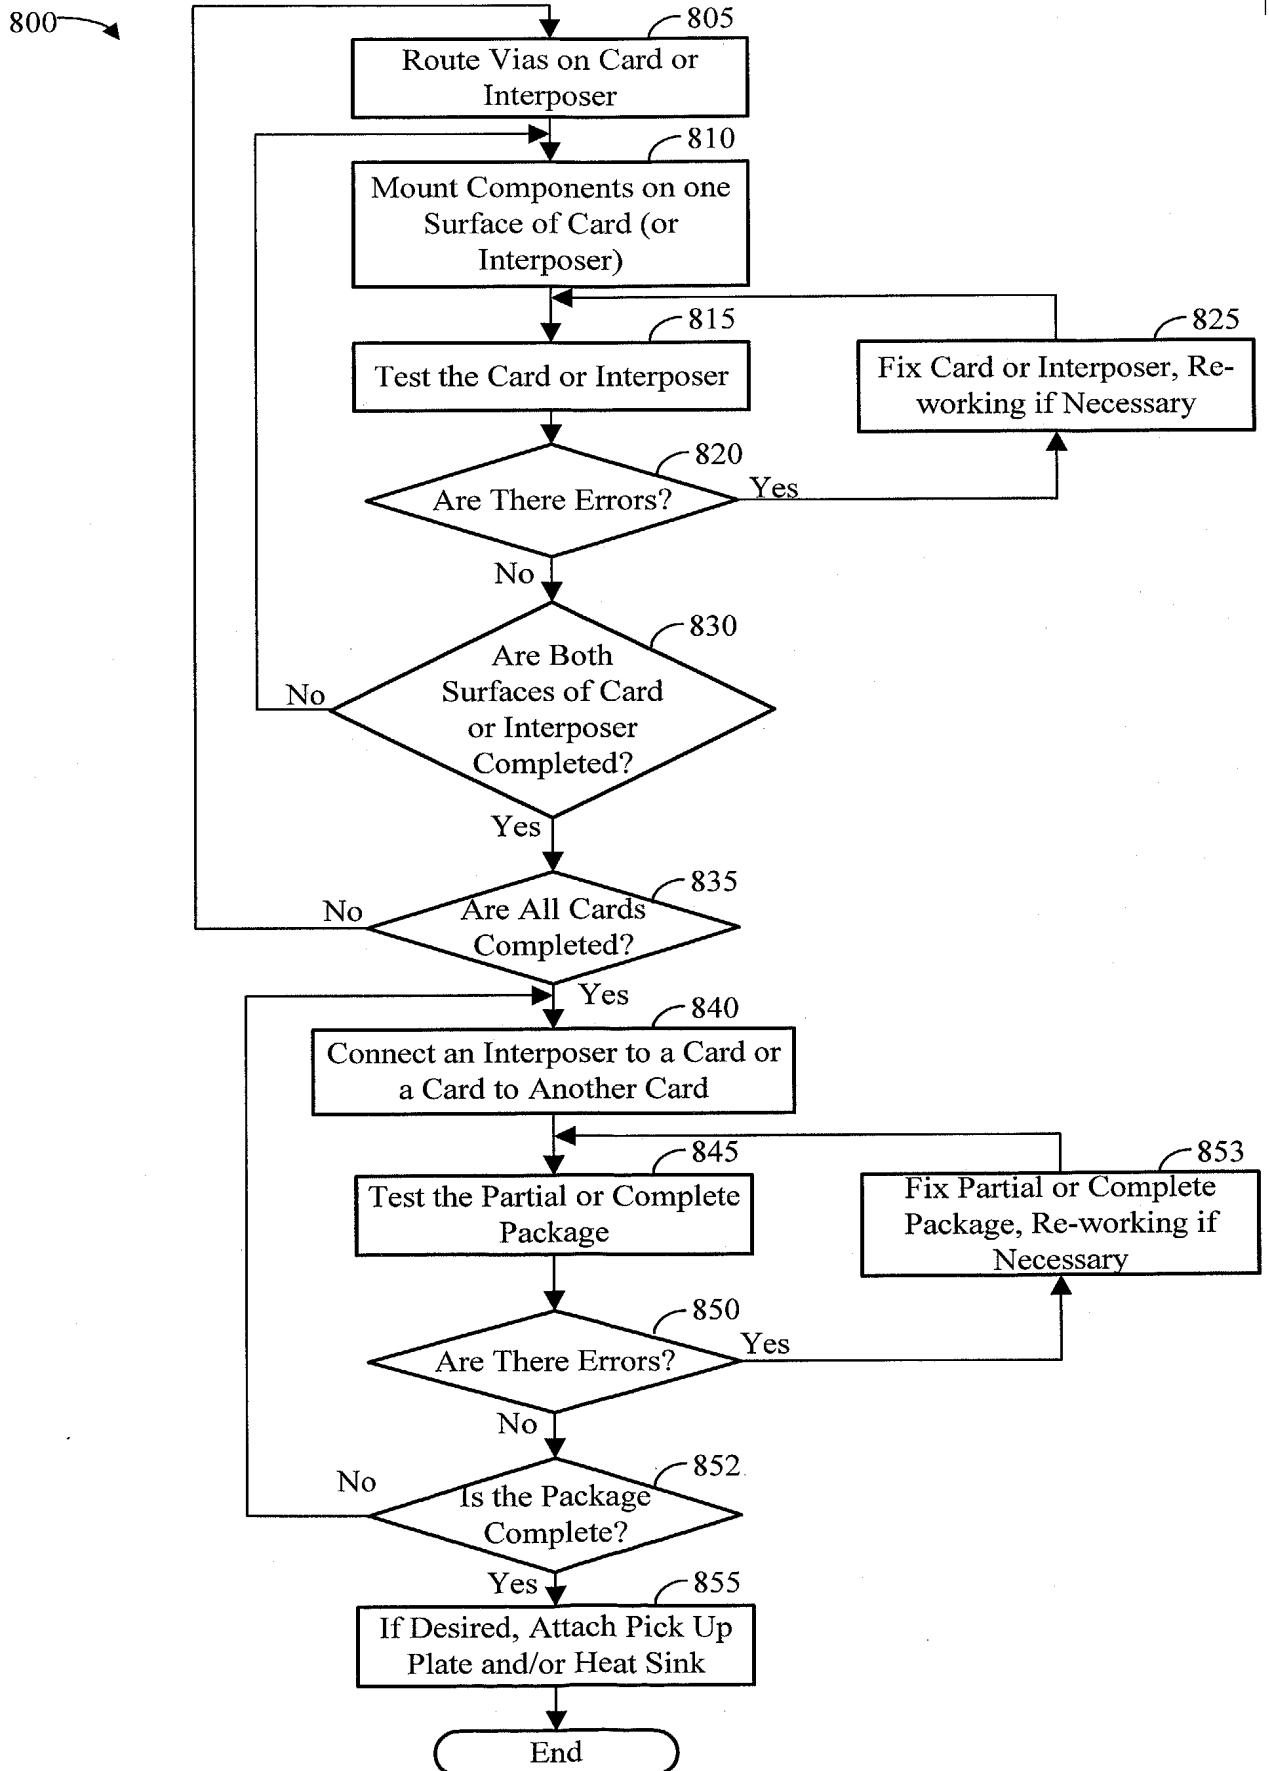 800
805
Route Vias on Card or
Interposer
810
Mount Components on one
Surface of Card (or
Interposer)
815
Test the Card or Interposer
825
Fix Card or Interposer, Re-
working if Necessary
820
Are There Errors?
Yes
No
830
Are Both
Surfaces of Card
or Interposer
Completed?
No
Yes
835
Are All Cards
Completed?
No
Yes
840
Connect an Interposer to a Card or
a Card to Another Card
845
Test the Partial or Complete
Package
853
Fix Partial or Complete
Package, Re-working if
Necessary
850
Are There Errors?
Yes
No
852
Is the Package
Complete?
No
Yes
855
If Desired, Attach Pick Up
Plate and/or Heat Sink
End